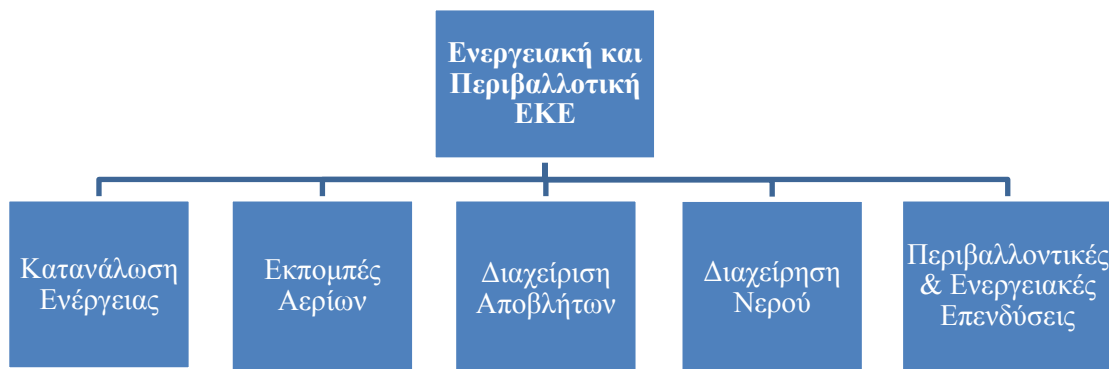 Ενεργειακή και
Περιβαλλοτική
ΕΚΕ
Κατανάλωση
Ενέργειας
Εκπομπές
Αερίων
Διαχείριση
Αποβλήτων
Διαχείρηση
Νερού
Περιβαλλοντικές
& Ενεργειακές
Επενδύσεις